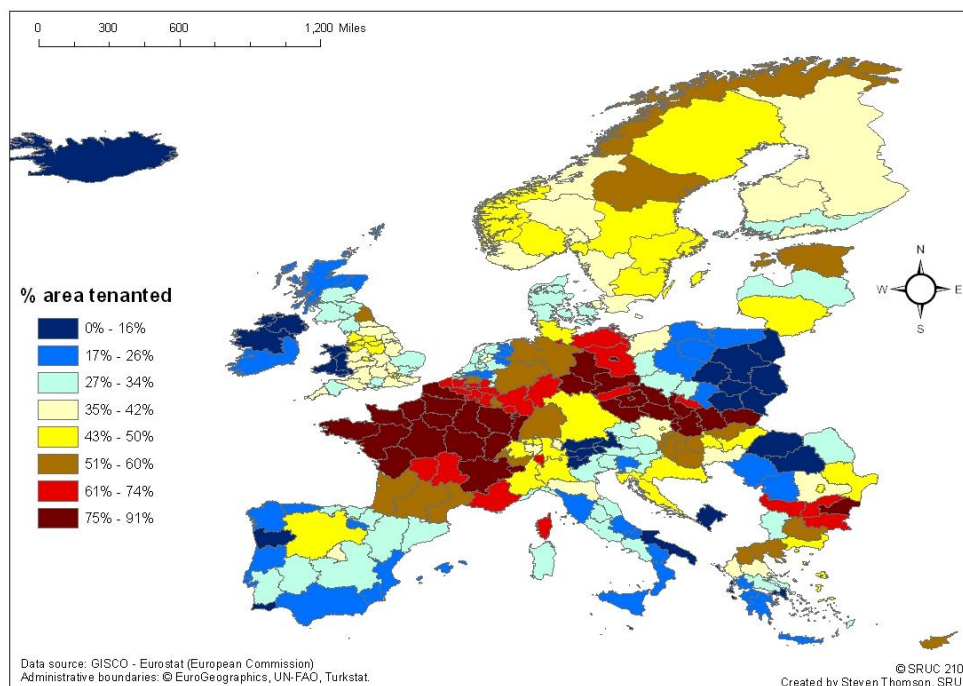 0 300 600 1,200 Miles
N
W E
S
% area tenanted
0% - 16%
17% - 26%
27% - 34%
35% - 42%
43% - 50%
51% - 60%
61% - 74%
75% - 91%
Data source: GISCO - Eurostat (European Commission)
Administrative boundaries: © EuroGeographics, UN-FAO, Turkstat.
© SRUC 210
Created by Steven Thomson, SRU